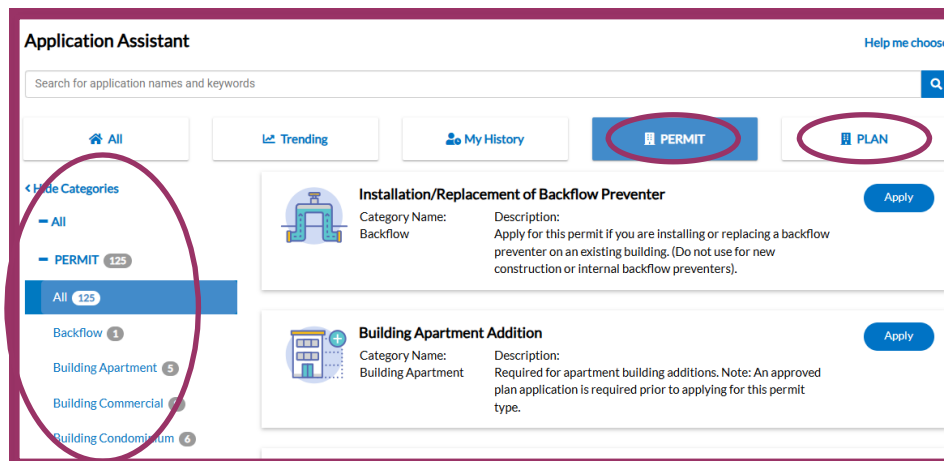 Application Assistant
Help me choose
Search for application names and keywords
All
Trending
My History
PERMIT
PLAN
Hide Categories
All
PERMIT 125
All 125
Backflow 1
Building Apartment 5
Building Commercial
Building Condominium 6
Installation/Replacement of Backflow Preventer
Category Name:
Backflow
Description:
Apply for this permit if you are installing or replacing a backflow
preventer on an existing building. (Do not use for new
construction or internal backflow preventers).
Apply
Building Apartment Addition
Category Name:
Building Apartment
Description:
Required for apartment building additions. Note: An approved
plan application is required prior to applying for this permit
type.
Apply